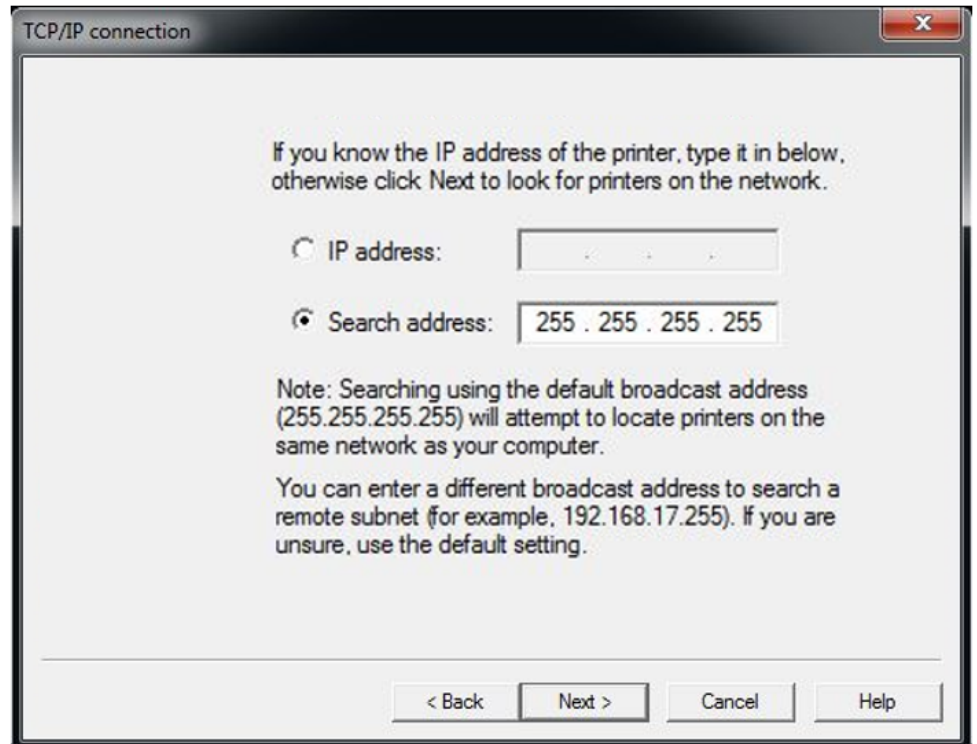 TCP/IP connection
If you know the IP address of the printer, type it in below,
otherwise click Next to look for printers on the network.
IP address: . . .
Search address: 255 . 255 . 255 . 255
Note: Searching using the default broadcast address
(255.255.255.255) will attempt to locate printers on the
same network as your computer.
You can enter a different broadcast address to search a
remote subnet (for example, 192.168.17.255). If you are
unsure, use the default setting.
< Back Next > Cancel Help